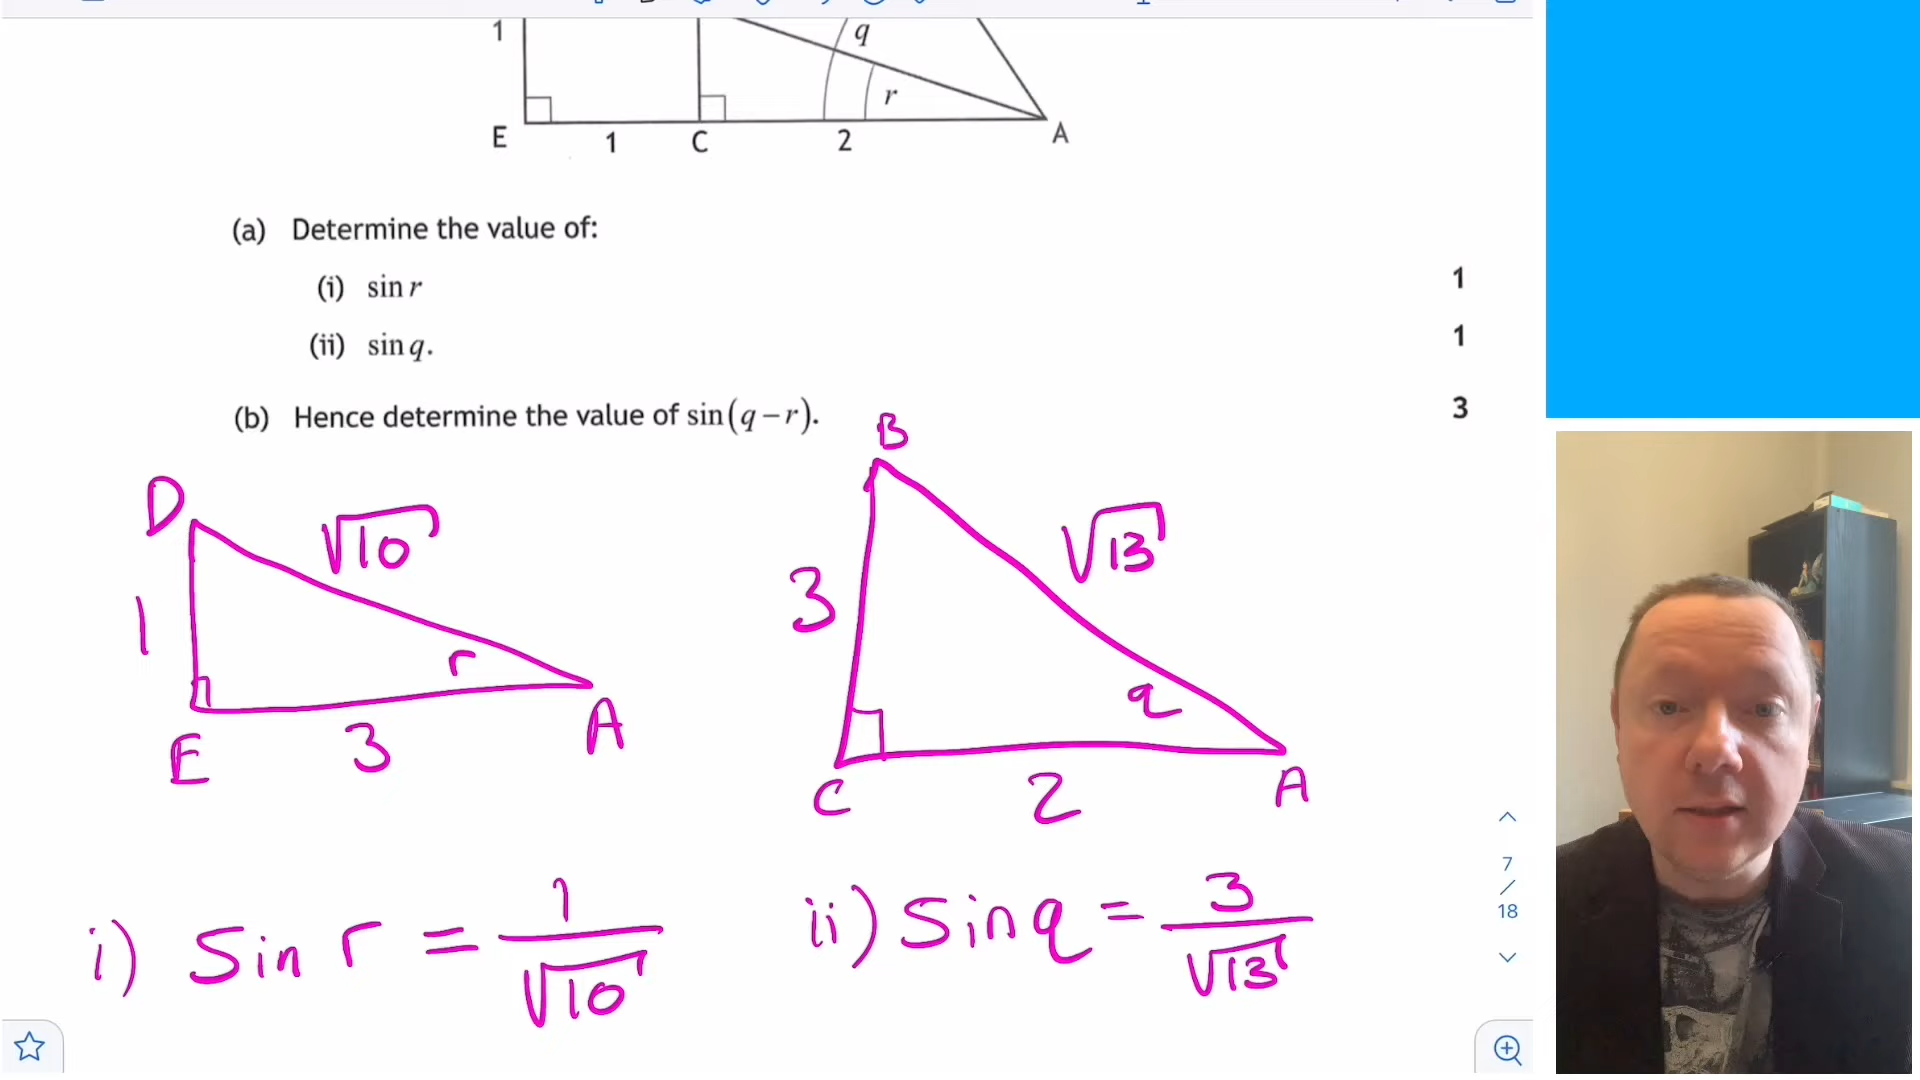 1
q
r
E 1 C 2 A
(a) Determine the value of:
(i) sin r 1
(ii) sin q. 1
(b) Hence determine the value of sin(q – r). 3
B
D
√10
√13
1
3
r
q
E 3 A
C 2 A
7
/
18
i) Sin r = 1/√10
ii) Sin q = 3/√13